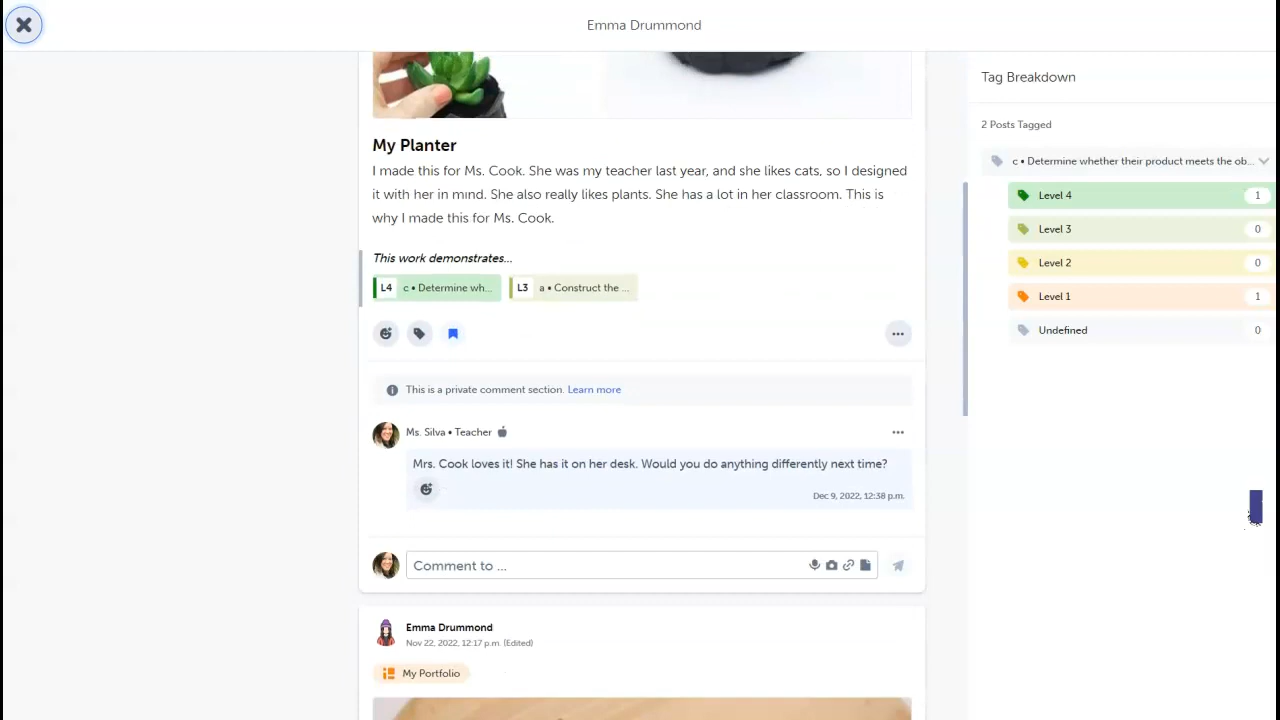 Emma Drummond
My Planter
I made this for Ms. Cook. She was my teacher last year, and she likes cats, so I designed
it with her in mind. She also really likes plants. She has a lot in her classroom. This is
why I made this for Ms. Cook.
This work demonstrates...
L4 c • Determine wh... L3 a • Construct the ...
This is a private comment section. Learn more
Ms. Silva • Teacher
Mrs. Cook loves it! She has it on her desk. Would you do anything differently next time?
Dec 9, 2022, 12:38 p.m.
Comment to ...
Emma Drummond
Nov 22, 2022, 12:17 p.m. (Edited)
My Portfolio
Tag Breakdown
2 Posts Tagged
c • Determine whether their product meets the ob...
Level 4 1
Level 3 0
Level 2 0
Level 1 1
Undefined 0